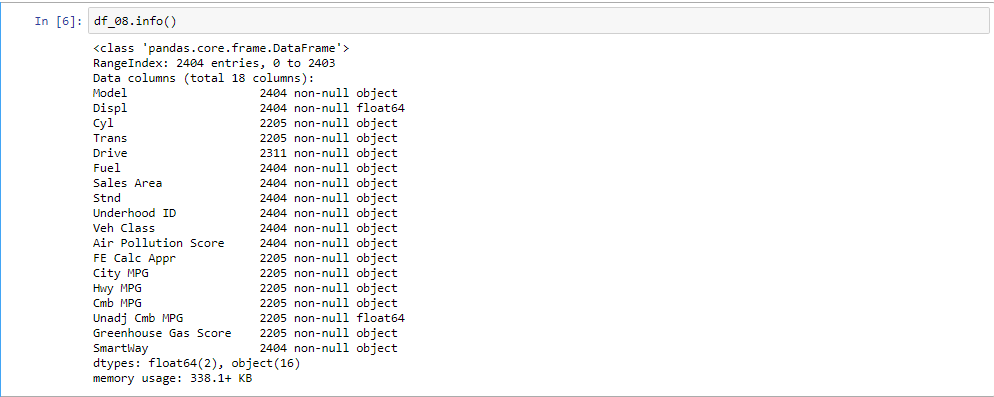 In [6]: df_08.info()
<class 'pandas.core.frame.DataFrame'>
RangeIndex: 2404 entries, 0 to 2403
Data columns (total 18 columns):
Model                   2404 non-null object
Displ                   2404 non-null float64
Cyl                     2205 non-null object
Trans                   2205 non-null object
Drive                   2311 non-null object
Fuel                    2404 non-null object
Sales Area              2404 non-null object
Stnd                    2404 non-null object
Underhood ID            2404 non-null object
Veh Class               2404 non-null object
Air Pollution Score     2404 non-null object
FE Calc Appr            2205 non-null object
City MPG                2205 non-null object
Hwy MPG                 2205 non-null object
Cmb MPG                 2205 non-null object
Unadj Cmb MPG           2205 non-null float64
Greenhouse Gas Score    2205 non-null object
SmartWay                2404 non-null object
dtypes: float64(2), object(16)
memory usage: 338.1+ KB